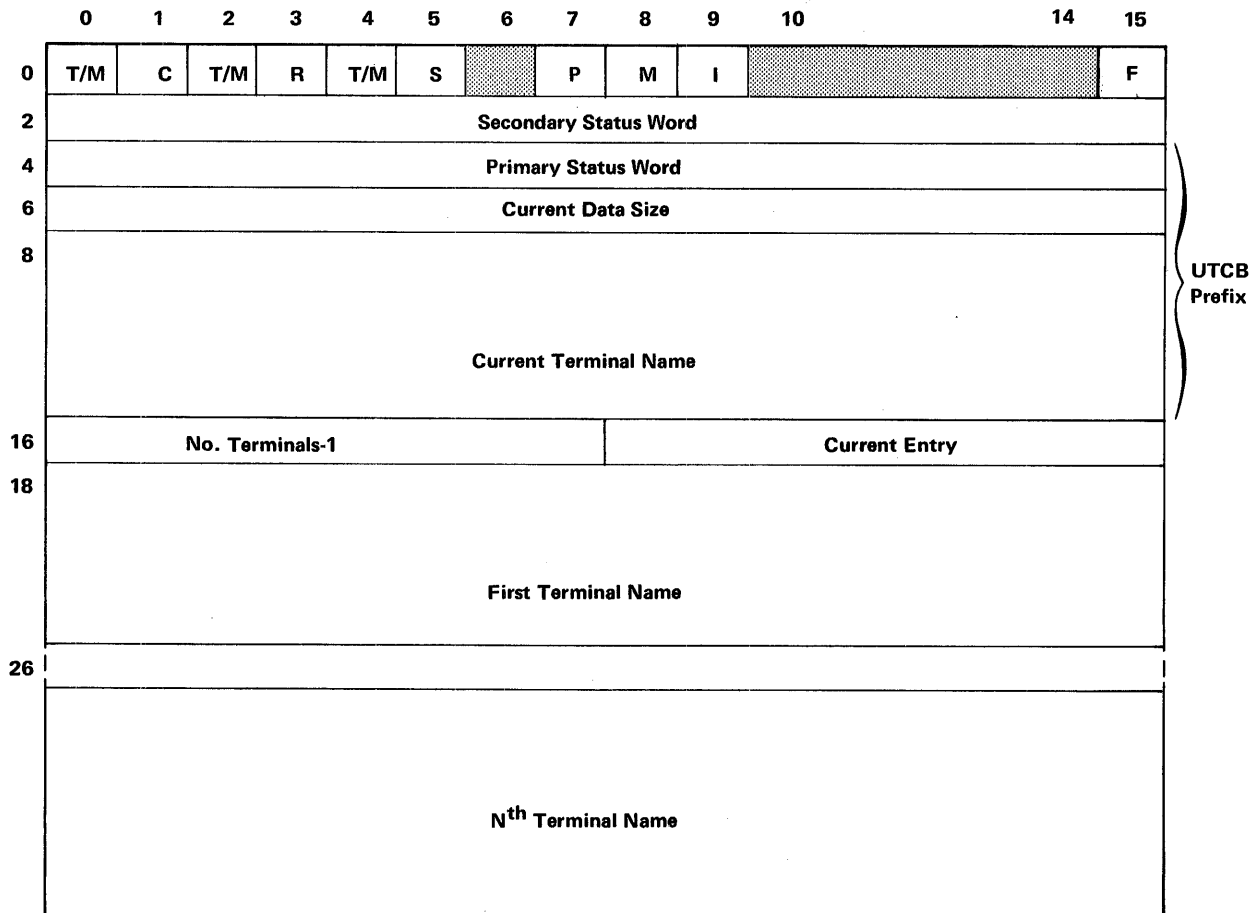 0 1 2 3 4 5 6 7 8 9 10 14 15
0 T/M C T/M R T/M S P M I F
2 Secondary Status Word
4 Primary Status Word
6 Current Data Size
8
UTCB
Prefix
Current Terminal Name
16 No. Terminals-1 Current Entry
18
First Terminal Name
26
Nth Terminal Name